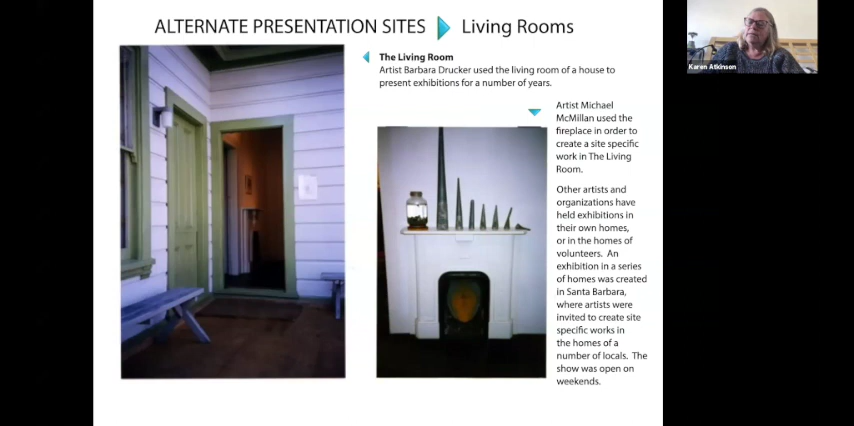 ALTERNATE PRESENTATION SITES Living Rooms
The Living Room
Artist Barbara Drucker used the living room of a house to
present exhibitions for a number of years.
Artist Michael
McMillan used the
fireplace in order to
create a site specific
work in The Living
Room.
Other artists and
organizations have
held exhibitions in
their own homes,
or in the homes of
volunteers. An
exhibition in a series
of homes was created
in Santa Barbara,
where artists were
invited to create site
specific works in
the homes of a
number of locals. The
show was open on
weekends.
Karen Atkinson